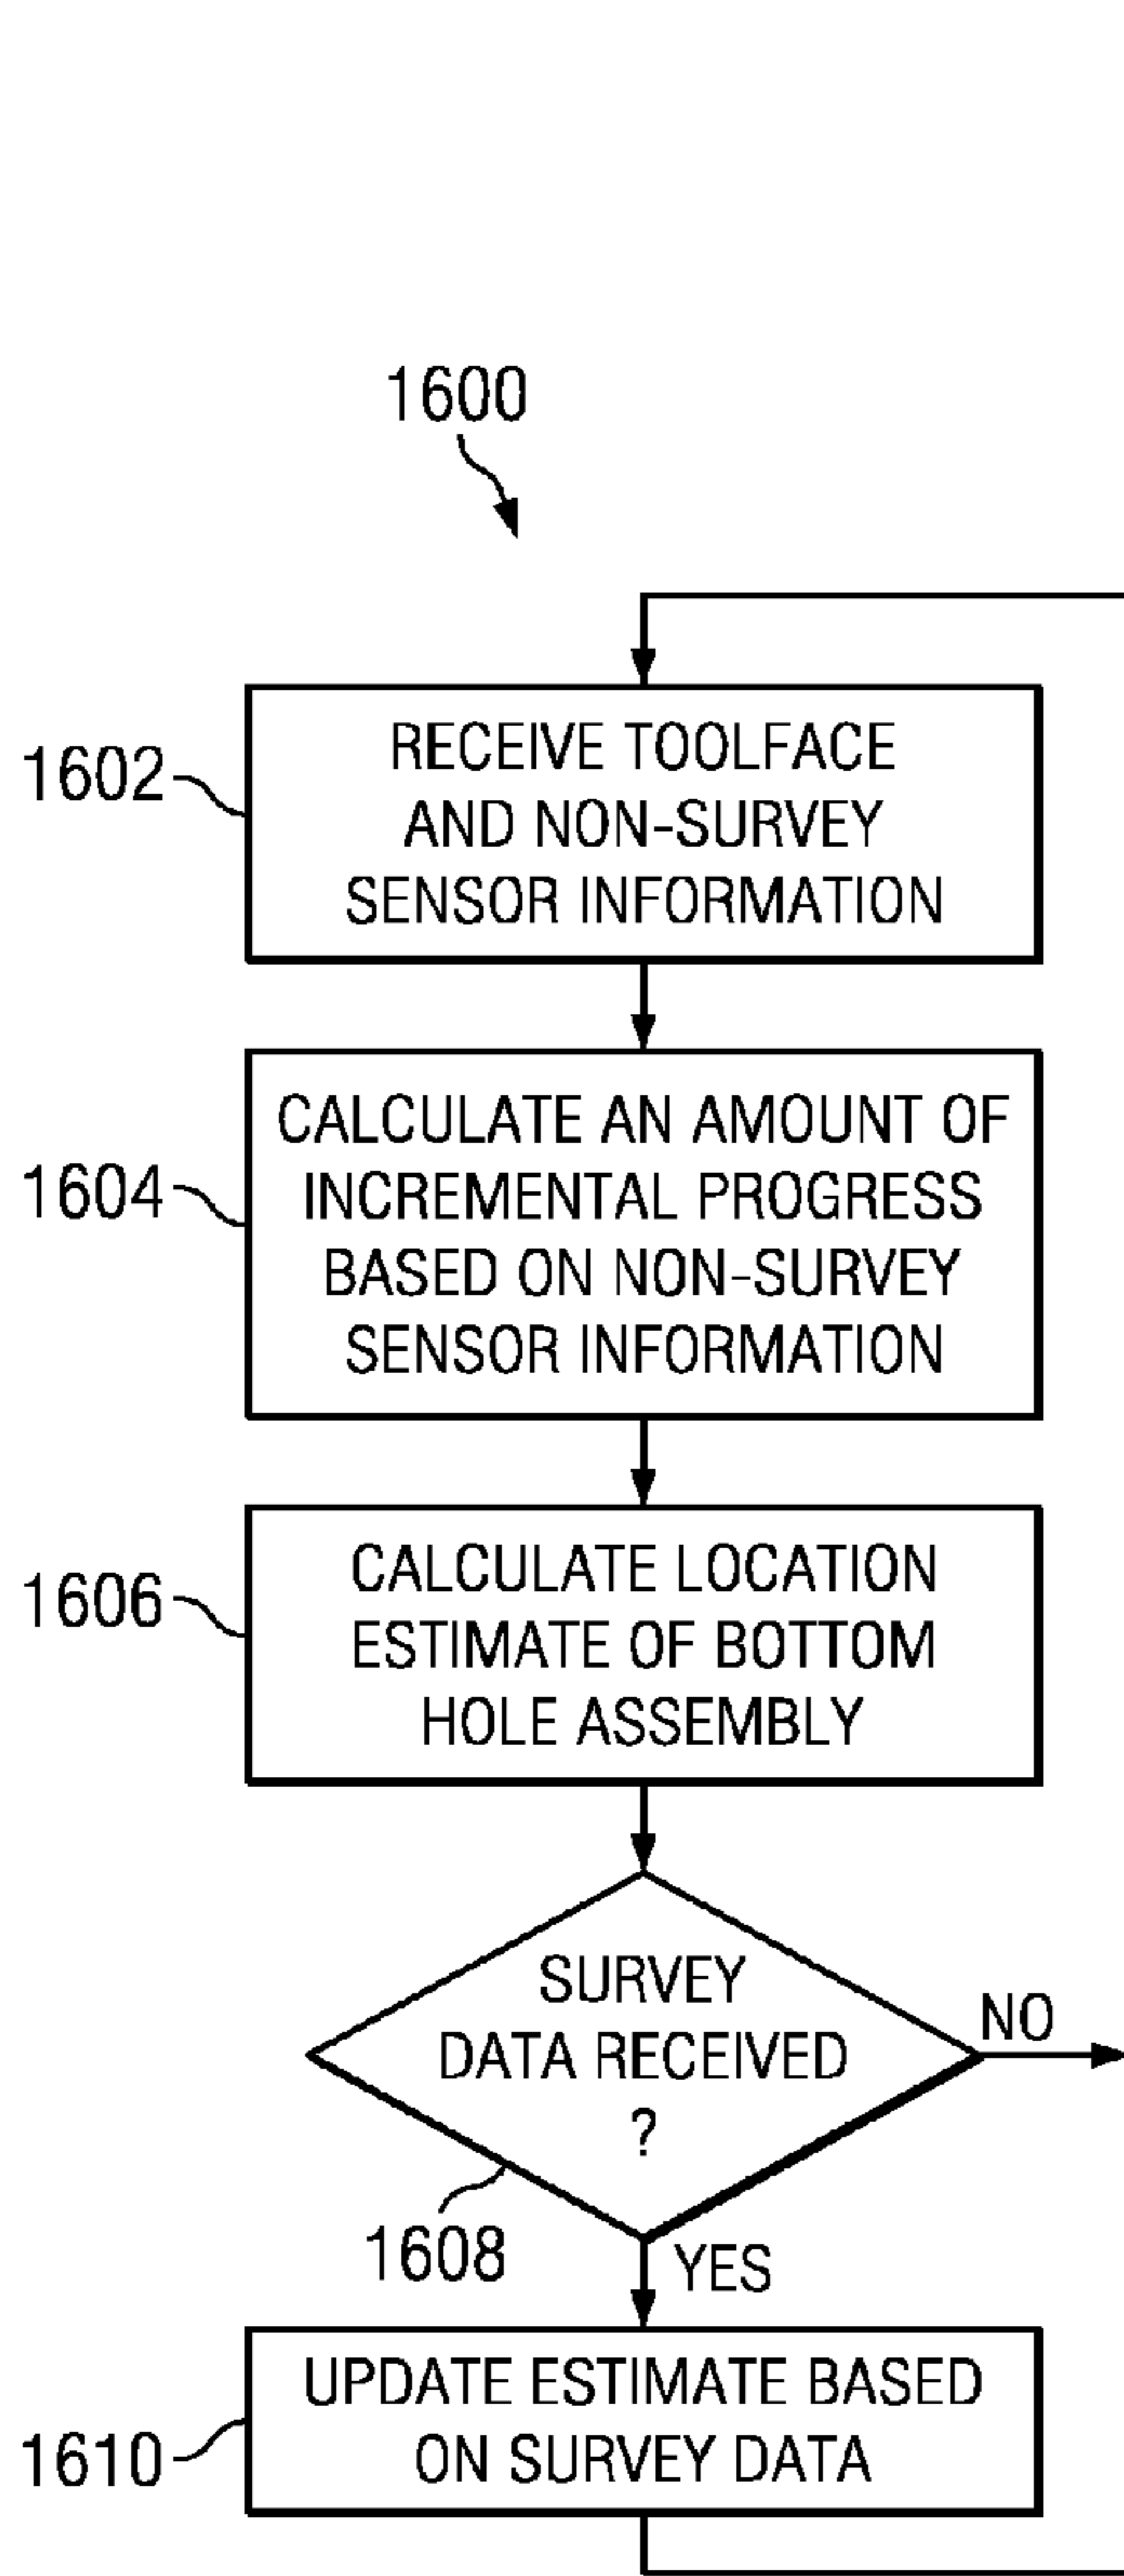 1600
1602
RECEIVE TOOLFACE
AND NON-SURVEY
SENSOR INFORMATION
1604
CALCULATE AN AMOUNT OF
INCREMENTAL PROGRESS
BASED ON NON-SURVEY
SENSOR INFORMATION
1606
CALCULATE LOCATION
ESTIMATE OF BOTTOM
HOLE ASSEMBLY
SURVEY
DATA RECEIVED
?
NO
1608
YES
1610
UPDATE ESTIMATE BASED
ON SURVEY DATA